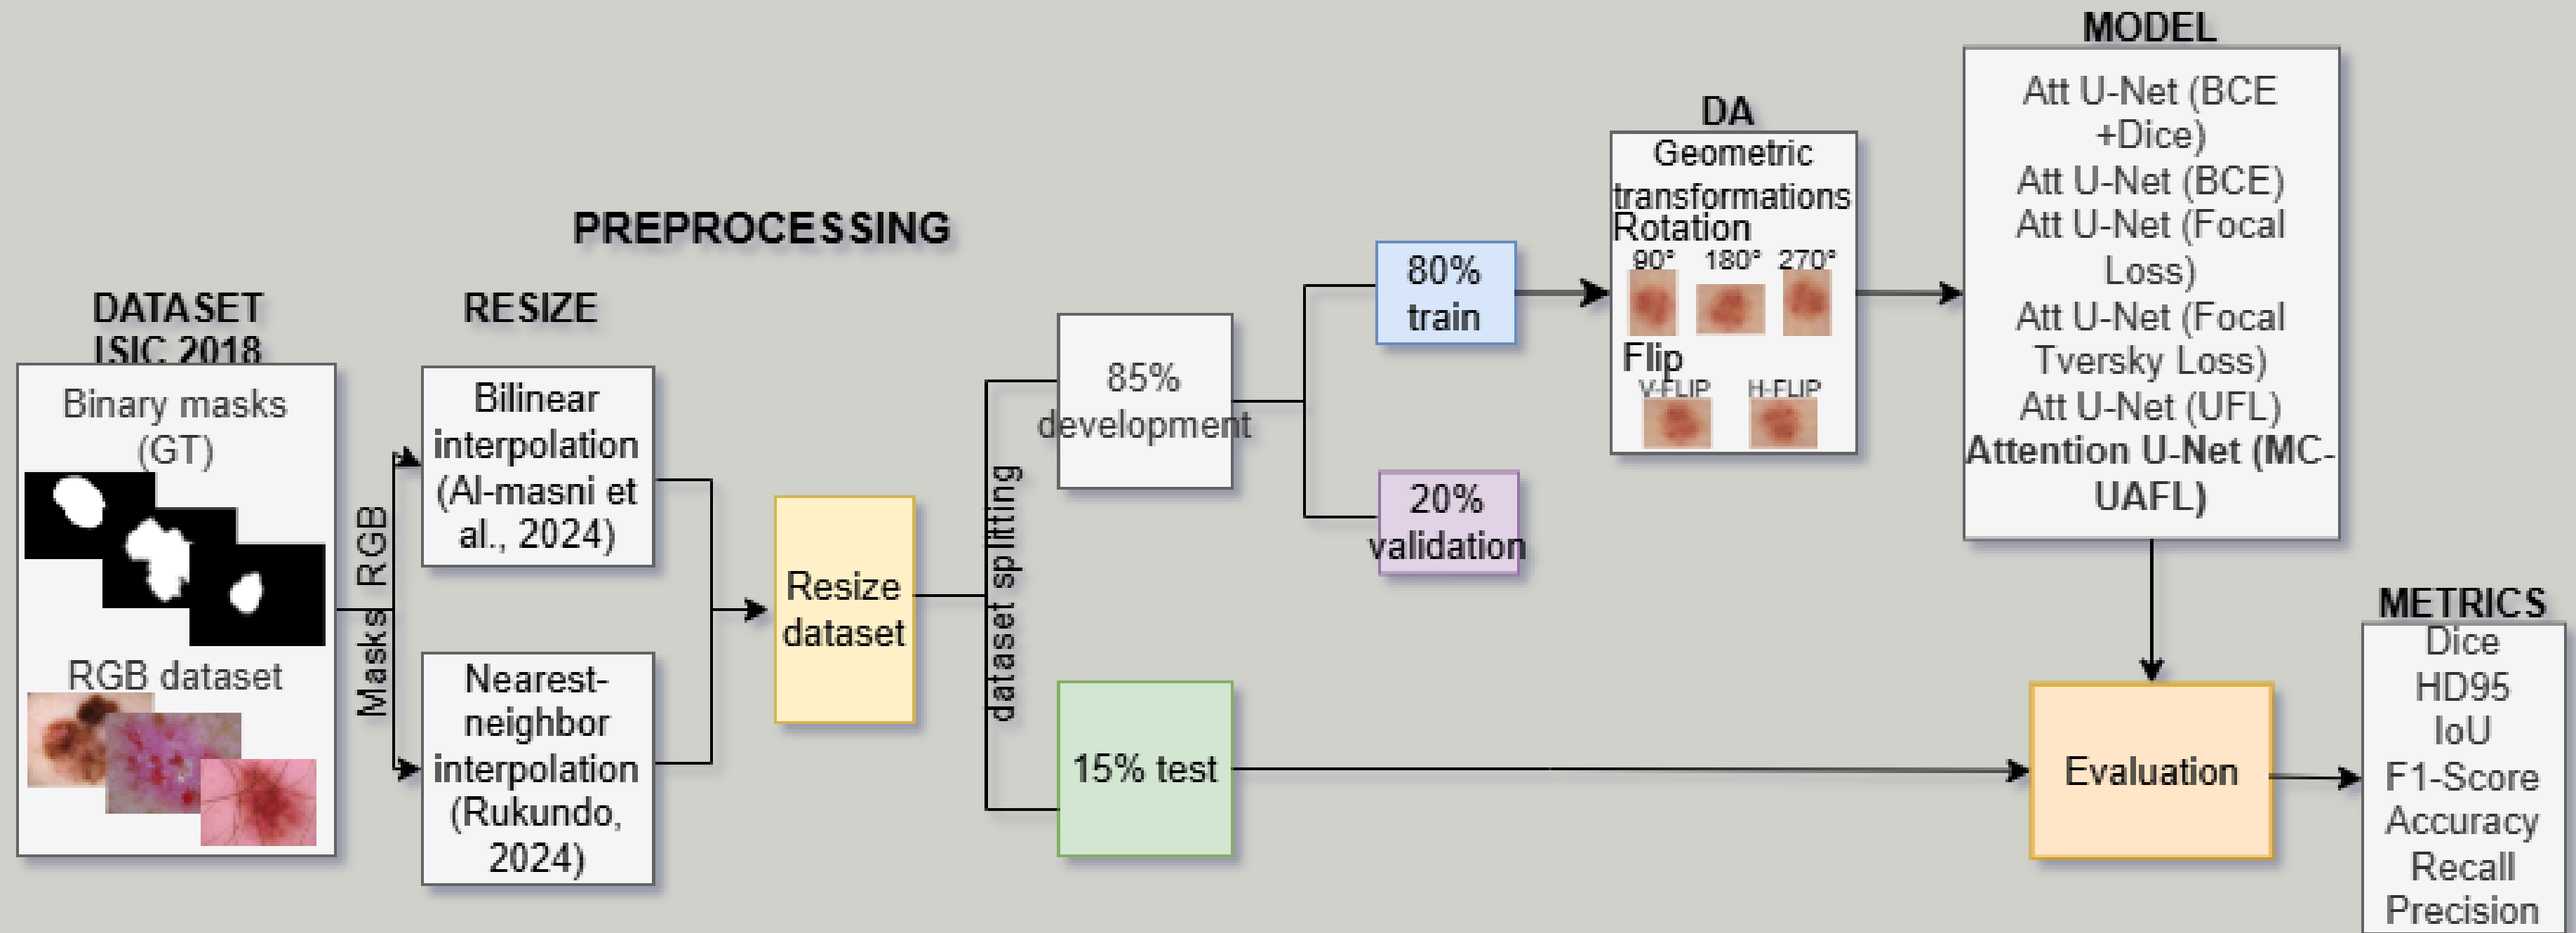 PREPROCESSING
DATASET
ISIC 2018
Binary masks
(GT)
RGB dataset
Masks
RGB
RESIZE
Bilinear
interpolation
(Al-masni et
al., 2024)
Nearest-
neighbor
interpolation
(Rukundo,
2024)
Resize
dataset
dataset splitting
85%
development
15% test
80%
train
20%
validation
DA
Geometric
transformations
Rotation
90° 180° 270°
Flip
V-FLIP H-FLIP
MODEL
Att U-Net (BCE
+Dice)
Att U-Net (BCE)
Att U-Net (Focal
Loss)
Att U-Net (Focal
Tversky Loss)
Att U-Net (UFL)
Attention U-Net (MC-
UAFL)
Evaluation
METRICS
Dice
HD95
IoU
F1-Score
Accuracy
Recall
Precision